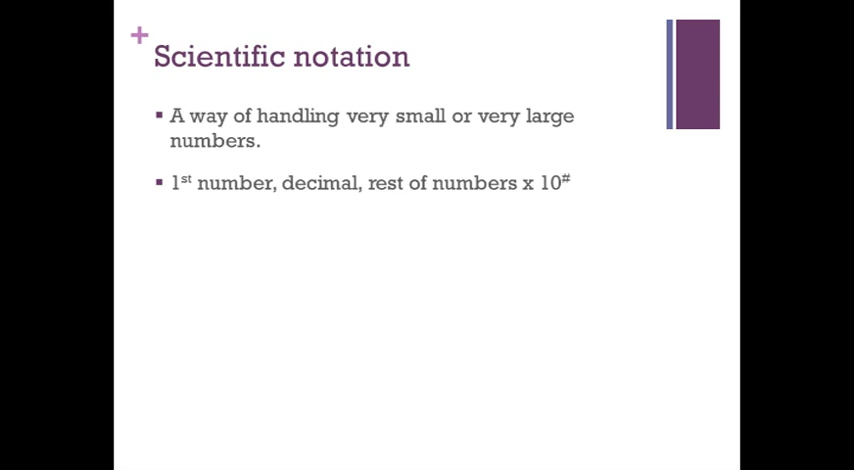 +
Scientific notation
▪ A way of handling very small or very large
numbers.
▪ 1st number, decimal, rest of numbers x 10#